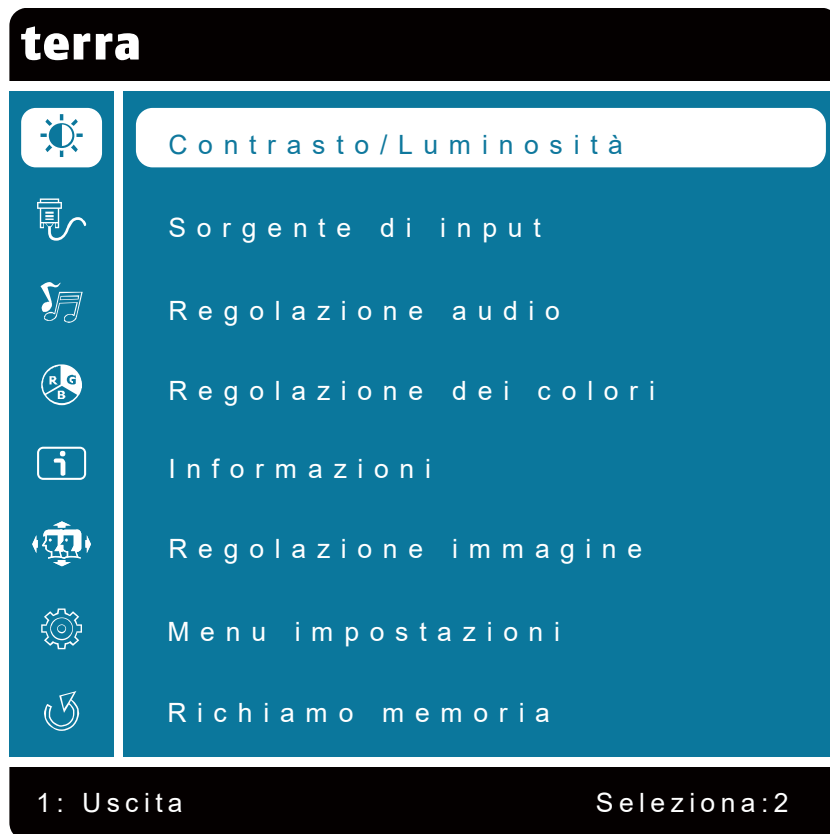 terra
Contrasto/Luminosità
Sorgente di input
Regolazione audio
R G
B
Regolazione dei colori
i
Informazioni
Regolazione immagine
Menu impostazioni
Richiamo memoria
1: Uscita Seleziona:2